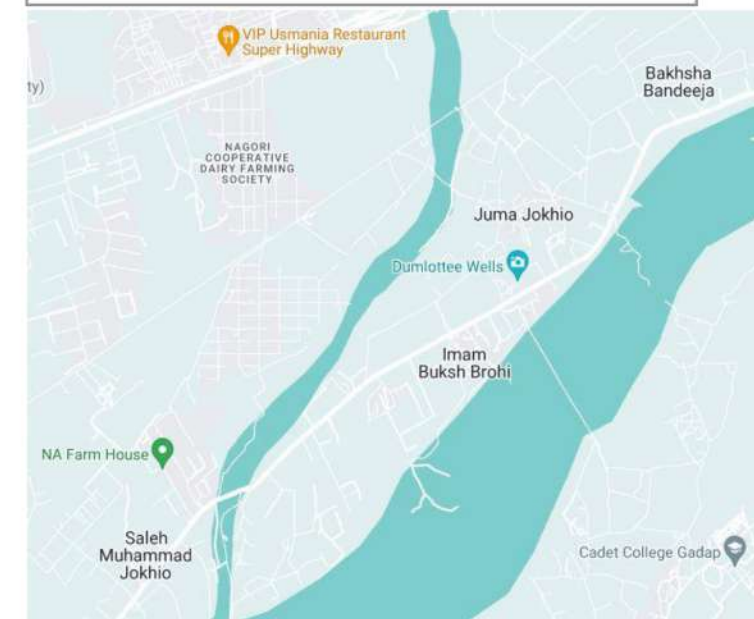 VIP Usmania Restaurant
Super Highway
Bakhsha
Bandeeja
ty)
NAGORI
COOPERATIVE
DAIRY FARMING
SOCIETY
Juma Jokhio
Dumlottee Wells
Imam
Buksh Brohi
NA Farm House
Saleh
Muhammad
Jokhio
Cadet College Gadap